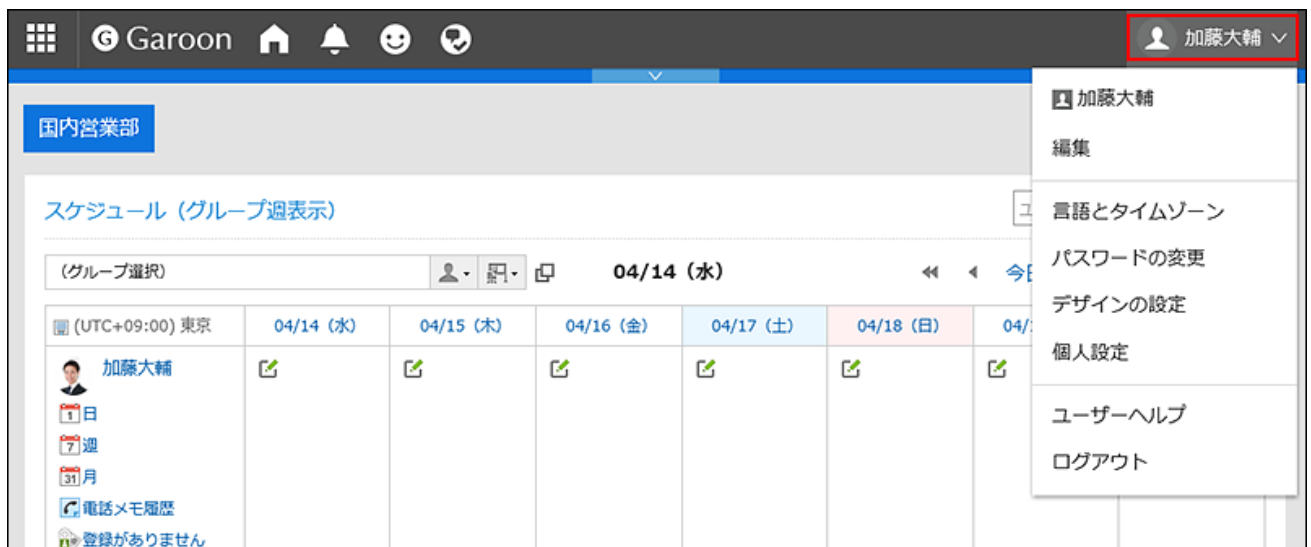 Garoon
加藤大輔
加藤大輔
編集
言語とタイムゾーン
パスワードの変更
デザインの設定
個人設定
ユーザーヘルプ
ログアウト
国内営業部
スケジュール（グループ週表示）
（グループ選択）
04/14（水）
(UTC+09:00) 東京
04/14（水）
04/15（木）
04/16（金）
04/17（土）
04/18（日）
加藤大輔
1 日
7 週
31 月
電話メモ履歴
登録がありません